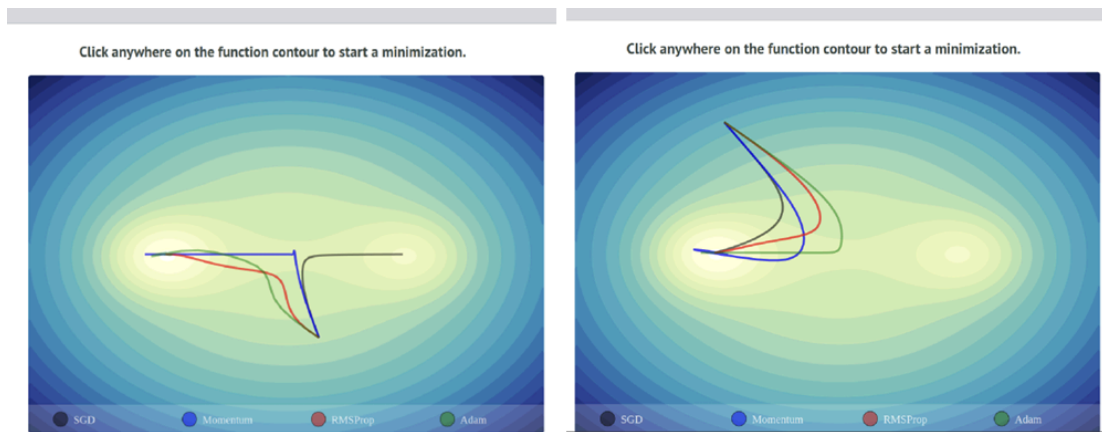 Click anywhere on the function contour to start a minimization.
SGD Momentum RMSProp Adam
Click anywhere on the function contour to start a minimization.
SGD Momentum RMSProp Adam